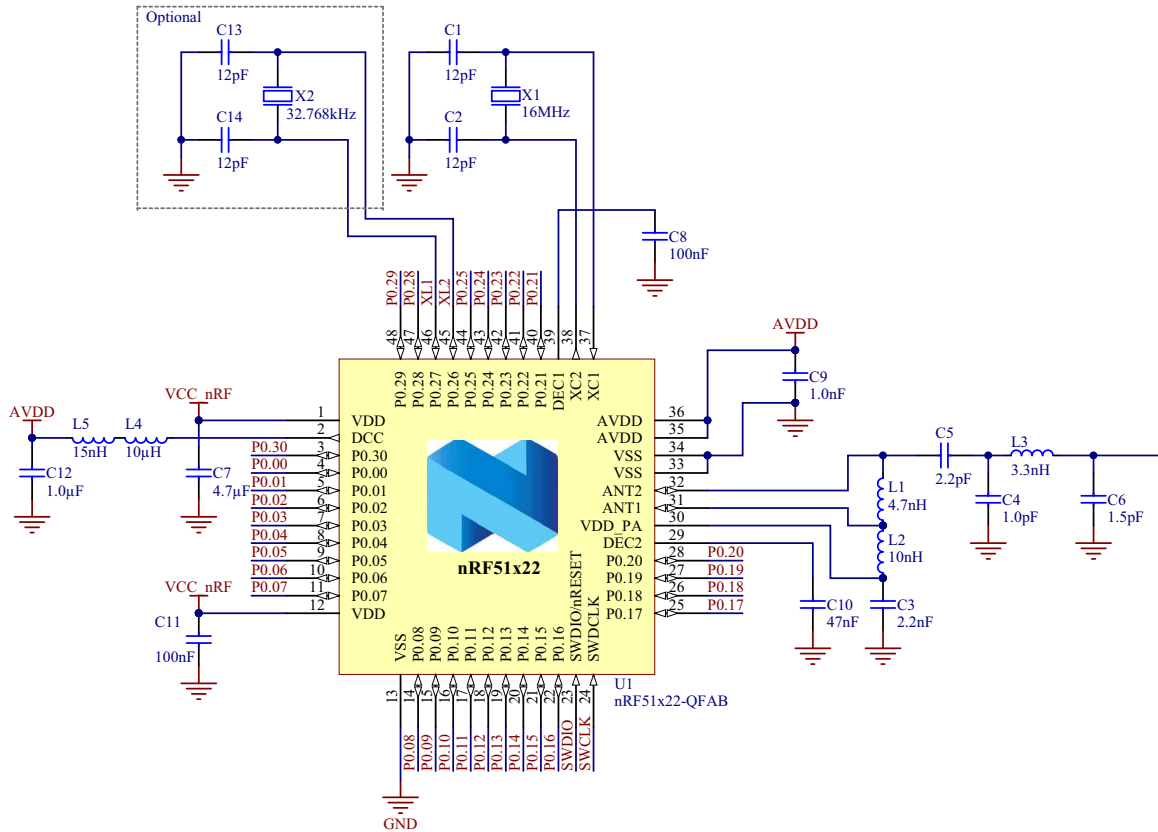 Optional
C13
12pF
X2
32.768kHz
C14
12pF
C1
12pF
X1
16MHz
C2
12pF
C8
100nF
P0.29
P0.28
XL1
XL2
P0.25
P0.24
P0.23
P0.22
P0.21
48
47
46
45
44
43
42
41
40
39
38
37
P0.29
P0.28
P0.27
P0.26
P0.25
P0.24
P0.23
P0.22
P0.21
DEC1
XC2
XC1
AVDD
C9
1.0nF
AVDD
L5
15nH
L4
10µH
C12
1.0µF
VCC_nRF
C7
4.7µF
1 VDD
2 DCC
P0.30 3 P0.30
P0.00 4 P0.00
P0.01 5 P0.01
P0.02 6 P0.02
P0.03 7 P0.03
P0.04 8 P0.04
P0.05 9 P0.05
P0.06 10 P0.06
P0.07 11 P0.07
VCC_nRF
12 VDD
C11
100nF
nRF51x22
AVDD 36
AVDD 35
VSS 34
VSS 33
ANT2 32
ANT1 31
VDD_PA 30
DEC2 29
P0.20 28 P0.20
P0.19 27 P0.19
P0.18 26 P0.18
P0.17 25 P0.17
C5
2.2pF
L3
3.3nH
L1
4.7nH
C4
1.0pF
C6
1.5pF
L2
10nH
C10
47nF
C3
2.2nF
VSS
P0.08
P0.09
P0.10
P0.11
P0.12
P0.13
P0.14
P0.15
P0.16
SWDIO/nRESET
SWDCLK
U1
nRF51x22-QFAB
13
14
15
16
17
18
19
20
21
22
23
24
P0.08
P0.09
P0.10
P0.11
P0.12
P0.13
P0.14
P0.15
P0.16
SWDIO
SWCLK
GND